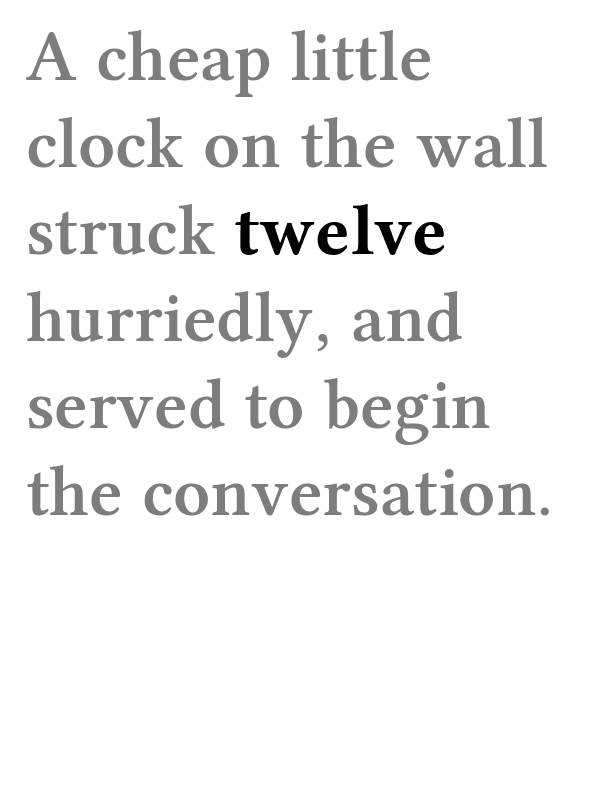 A cheap little
clock on the wall
struck twelve
hurriedly, and
served to begin
the conversation.